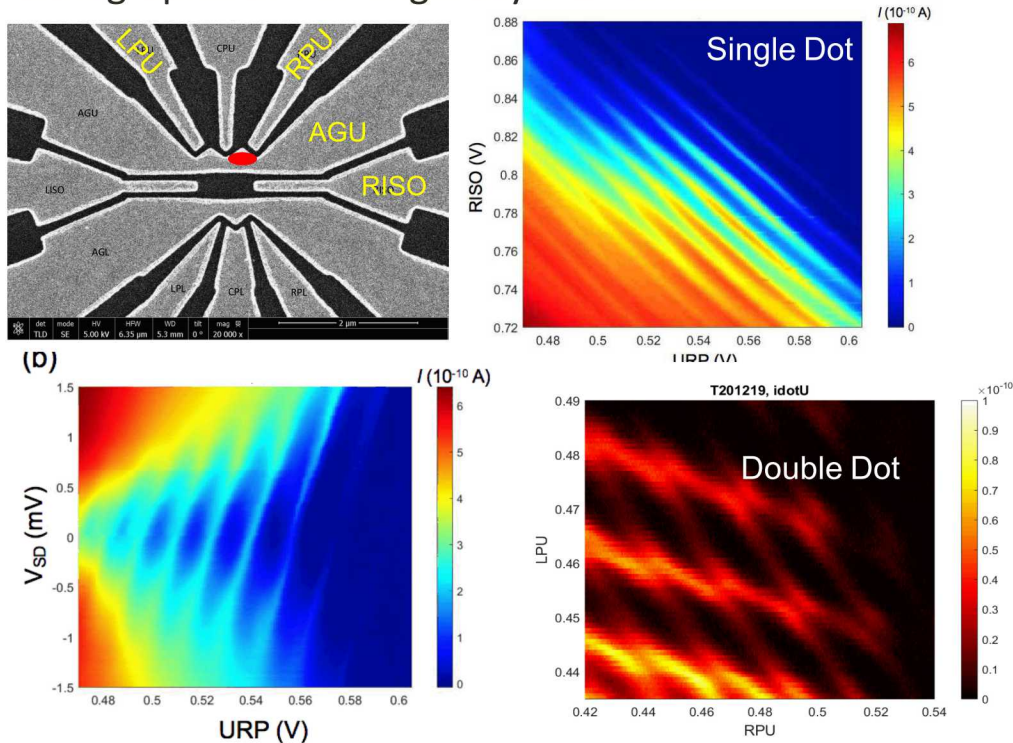 LPU
CPU
RPU
AGU
AGU
LISO
RISO
AGL
LPL
CPL
RPL
det mode HV HFW WD tilt mag
TLD SE 5.00 kV 6.35 µm 5.3 mm 0 ° 20 000 x
2 µm
I (10-10 A)
Single Dot
0.88
0.86
0.84
0.82
0.8
0.78
0.76
0.74
0.72
RISO (V)
0.48 0.5 0.52 0.54 0.56 0.58 0.6
URP (V)
6
5
4
3
2
1
0
(b)
I (10-10 A)
1.5
1
0.5
0
-0.5
-1
-1.5
VSD (mV)
0.48 0.5 0.52 0.54 0.56 0.58 0.6
URP (V)
6
5
4
3
2
1
0
T201219, idotU
×10-10
Double Dot
0.49
0.48
0.47
0.46
0.45
0.44
LPU
0.42 0.44 0.46 0.48 0.5 0.52 0.54
RPU
1
0.9
0.8
0.7
0.6
0.5
0.4
0.3
0.2
0.1
0